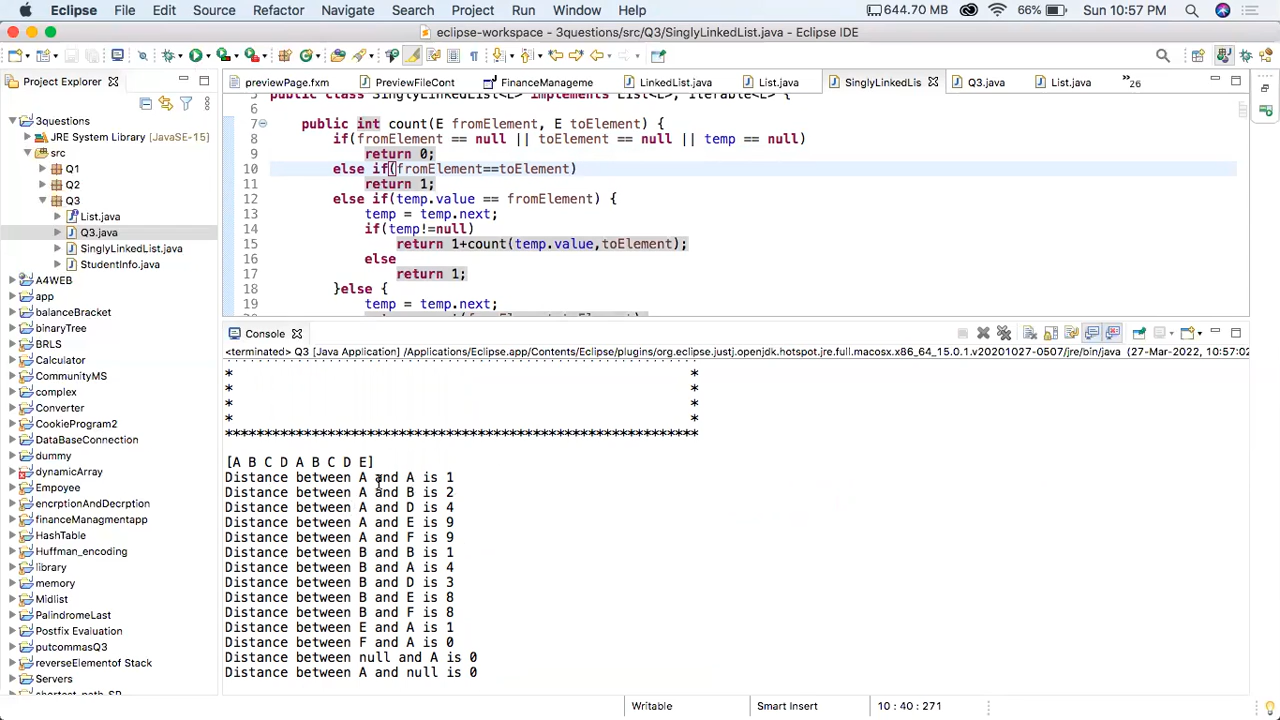 Eclipse File Edit Source Refactor Navigate Search Project Run Window Help 644.70 MB 66% Sun 10:57 PM
eclipse-workspace - 3questions/src/Q3/SinglyLinkedList.java - Eclipse IDE
Project Explorer
previewPage.fxm PreviewFileCont FinanceManageme LinkedList.java List.java SinglyLinkedLis Q3.java List.java »26
3questions
JRE System Library [JavaSE-15]
src
Q1
Q2
Q3
List.java
Q3.java
SinglyLinkedList.java
StudentInfo.java
A4WEB
app
balanceBracket
binaryTree
BRLS
Calculator
CommunityMS
complex
Converter
CookieProgram2
DataBaseConnection
dummy
dynamicArray
Empoyee
encrptionAndDecrption
financeManagmentapp
HashTable
Huffman_encoding
library
memory
Midlist
PalindromeLast
Postfix Evaluation
putcommasQ3
reverseElementof Stack
Servers
shortest_path_SP
5 public class SinglyLinkedList<E> implements List<E>, Iterable<E> {
6
7 public int count(E fromElement, E toElement) {
8 if(fromElement == null || toElement == null || temp == null)
9 return 0;
10 else if(fromElement==toElement)
11 return 1;
12 else if(temp.value == fromElement) {
13 temp = temp.next;
14 if(temp!=null)
15 return 1+count(temp.value,toElement);
16 else
17 return 1;
18 }else {
19 temp = temp.next;
Console
<terminated> Q3 [Java Application] /Applications/Eclipse.app/Contents/Eclipse/plugins/org.eclipse.justj.openjdk.hotspot.jre.full.macosx.x86_64_15.0.1.v20201027-0507/jre/bin/java (27-Mar-2022, 10:57:02
* *
* *
* *
* *
************************************************************
[A B C D A B C D E]
Distance between A and A is 1
Distance between A and B is 2
Distance between A and D is 4
Distance between A and E is 9
Distance between A and F is 9
Distance between B and B is 1
Distance between B and A is 4
Distance between B and D is 3
Distance between B and E is 8
Distance between B and F is 8
Distance between E and A is 1
Distance between F and A is 0
Distance between null and A is 0
Distance between A and null is 0
Writable Smart Insert 10 : 40 : 271